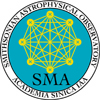 SMITHSONIAN ASTROPHYSICAL OBSERVATORY
SMA
ACADEMIA SINICA IAA